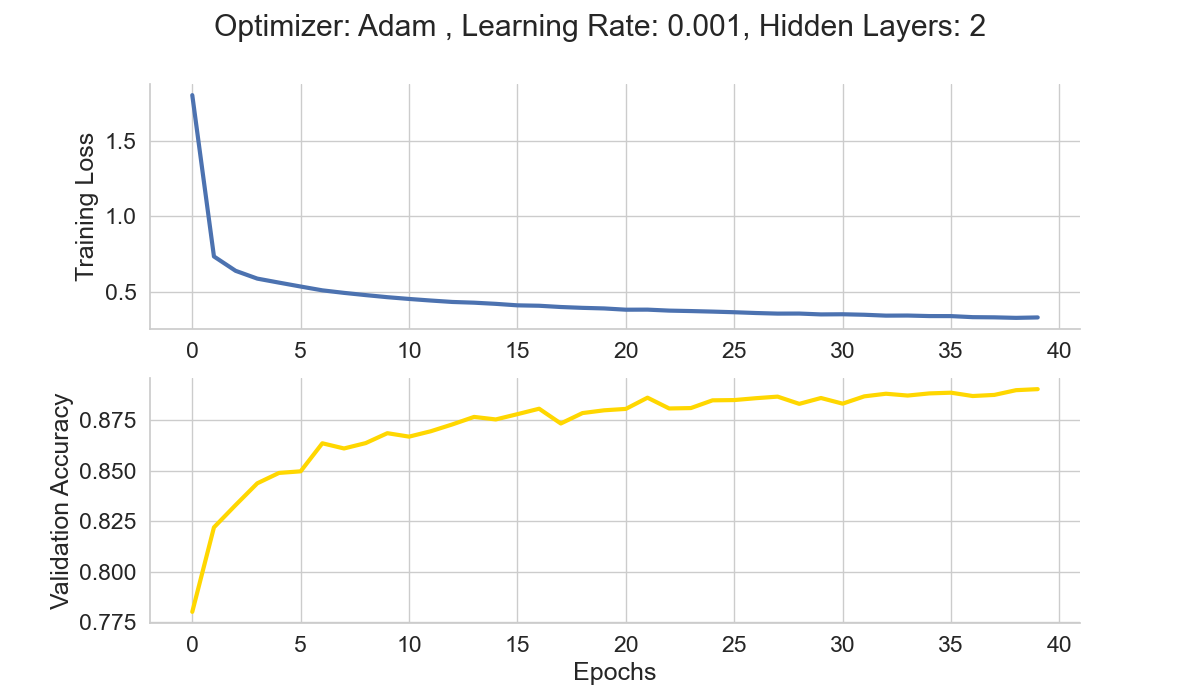 Optimizer: Adam , Learning Rate: 0.001, Hidden Layers: 2
Training Loss
1.5
1.0
0.5
0 5 10 15 20 25 30 35 40
Validation Accuracy
0.875
0.850
0.825
0.800
0.775
0 5 10 15 20 25 30 35 40
Epochs